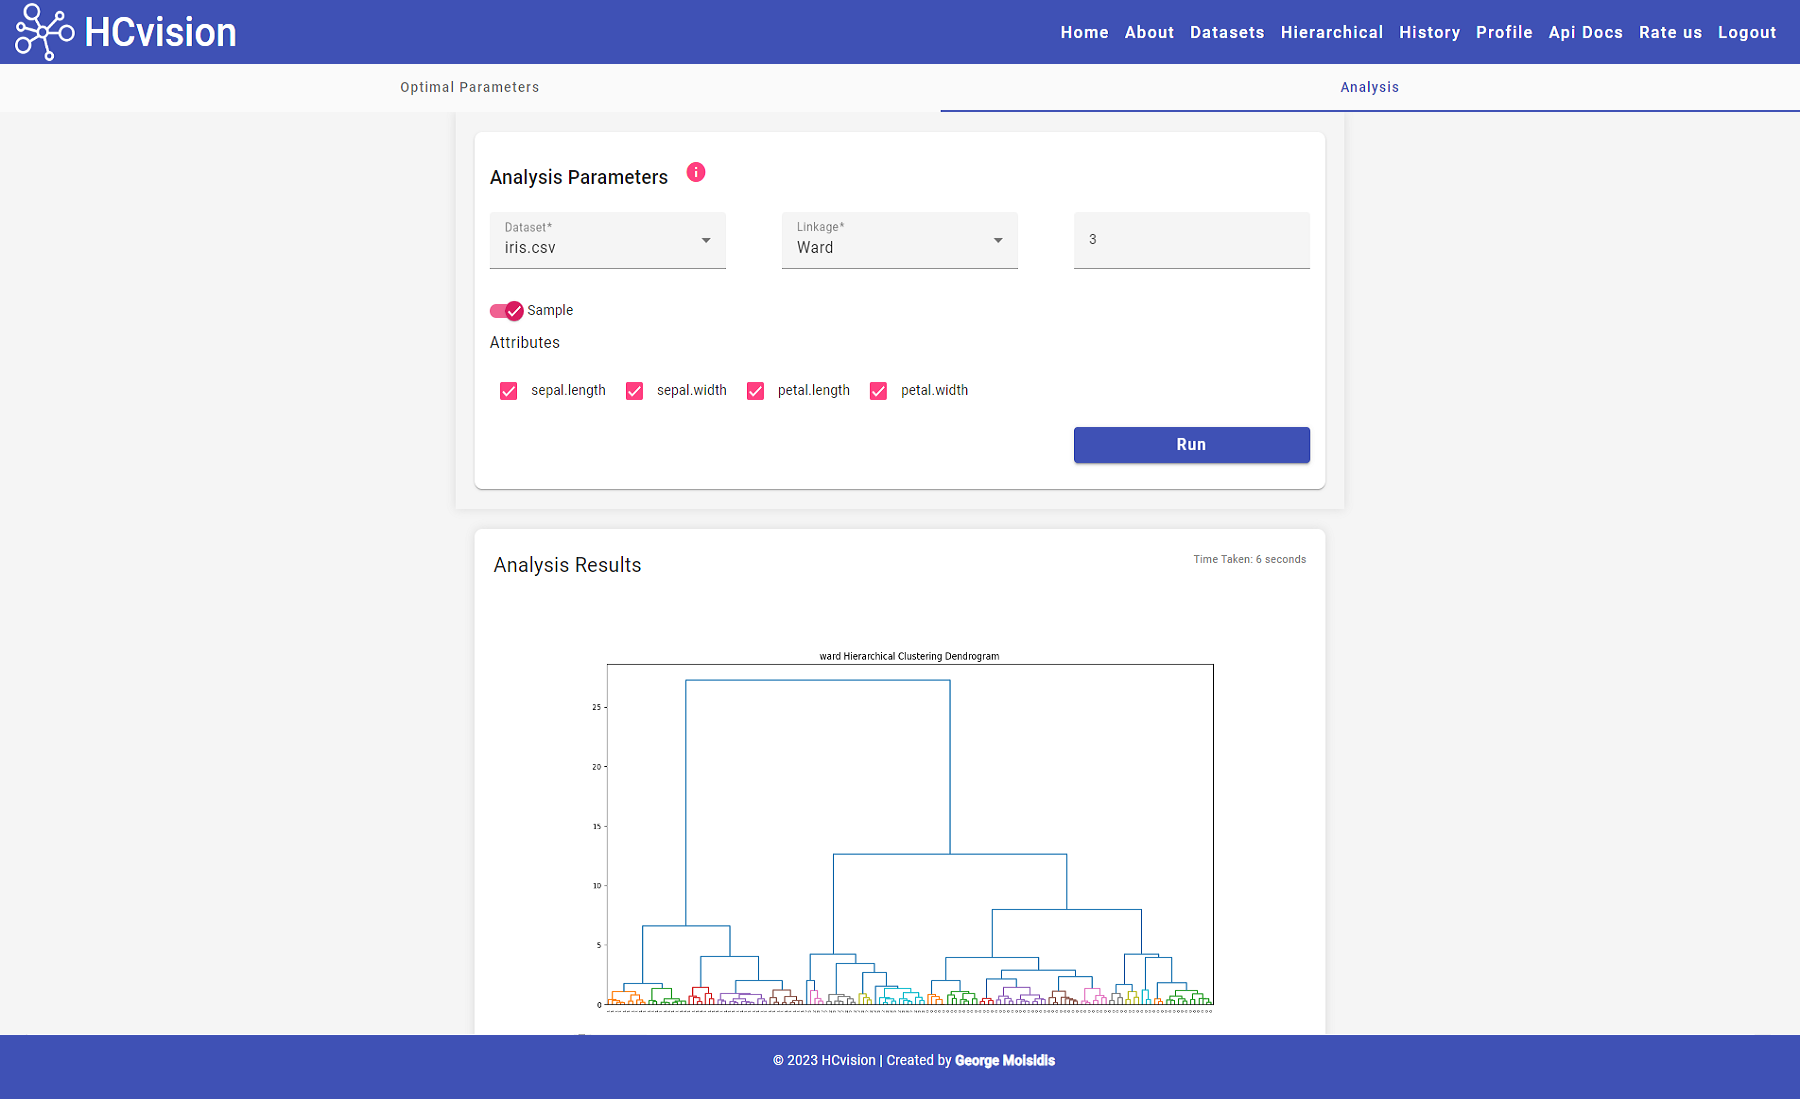 HCvision
Home About Datasets Hierarchical History Profile Api Docs Rate us Logout
Optimal Parameters Analysis
Analysis Parameters
Dataset* Linkage*
iris.csv Ward 3
Sample
Attributes
sepal.length sepal.width petal.length petal.width
Run
Analysis Results Time Taken: 6 seconds
ward Hierarchical Clustering Dendrogram
25
20
15
10
5
0
© 2023 HCvision | Created by George Moisidis